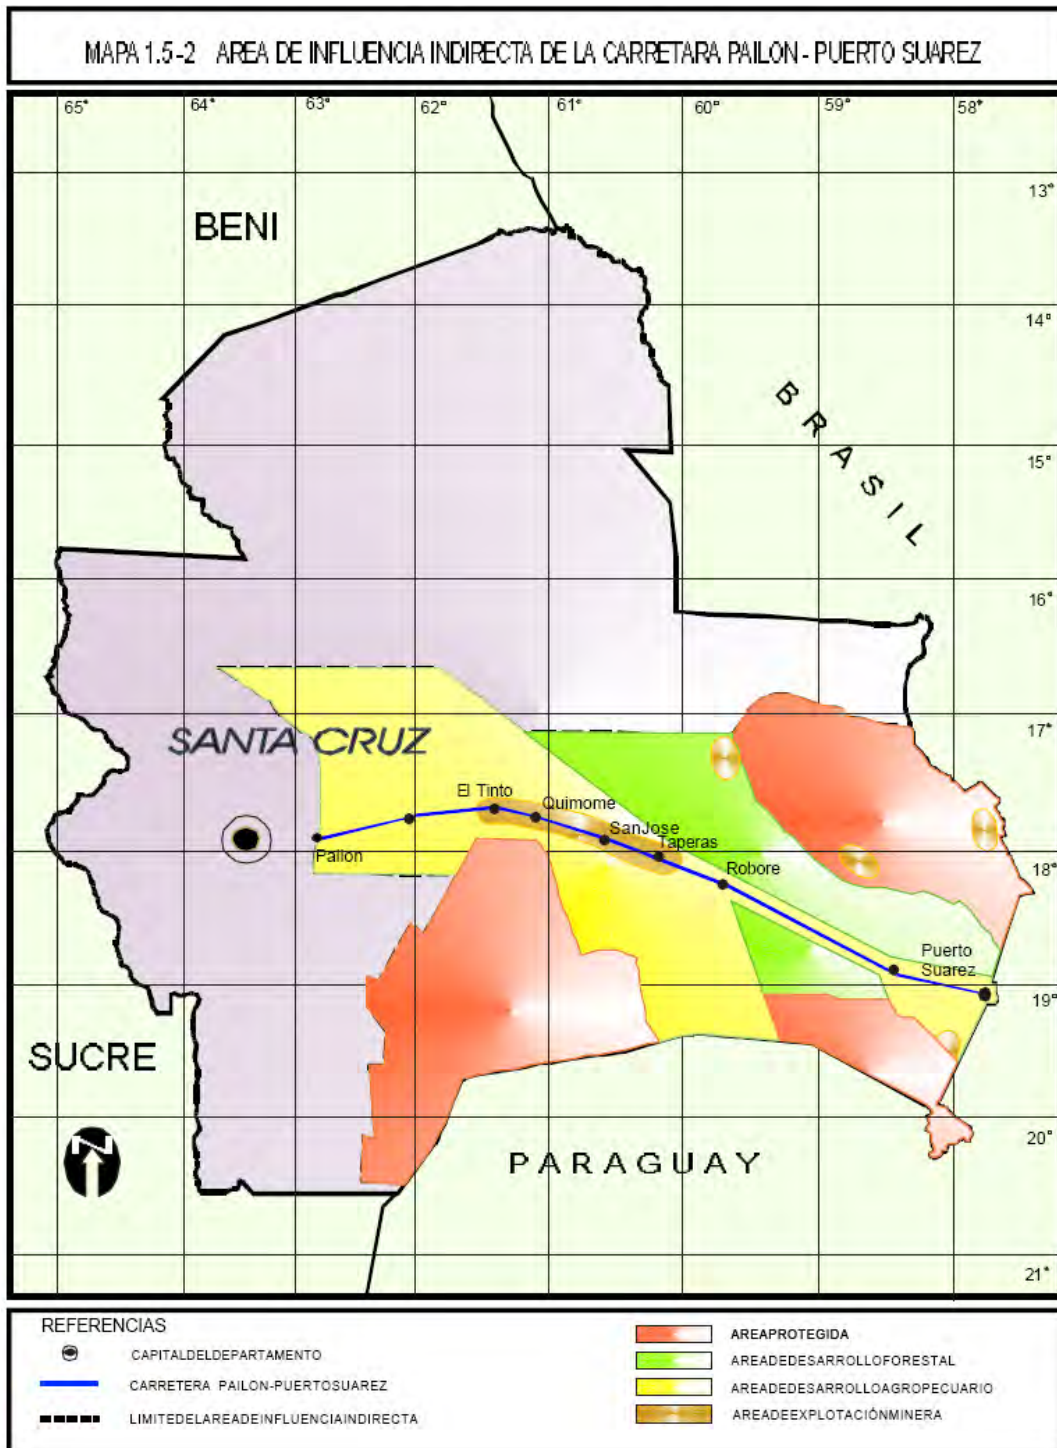 MAPA 1.5-2 AREA DE INFLUENCIA INDIRECTA DE LA CARRETARA PAILON - PUERTO SUAREZ
65° 64° 63° 62° 61° 60° 59° 58°
13°
BENI
14°
BRASIL
15°
16°
17°
SANTA CRUZ
El Tinto
Quimome
SanJose
Taperas
Pailon
18°
Robore
Puerto
Suarez
19°
SUCRE
20°
N
PARAGUAY
21°
REFERENCIAS
CAPITALDELDEPARTAMENTO
CARRETERA PAILON-PUERTOSUAREZ
LIMITEDELAREADEINFLUENCIAINDIRECTA
AREAPROTEGIDA
AREADEDESARROLLOFORESTAL
AREADEDESARROLLOAGROPECUARIO
AREADEEXPLOTACIÓNMINERA